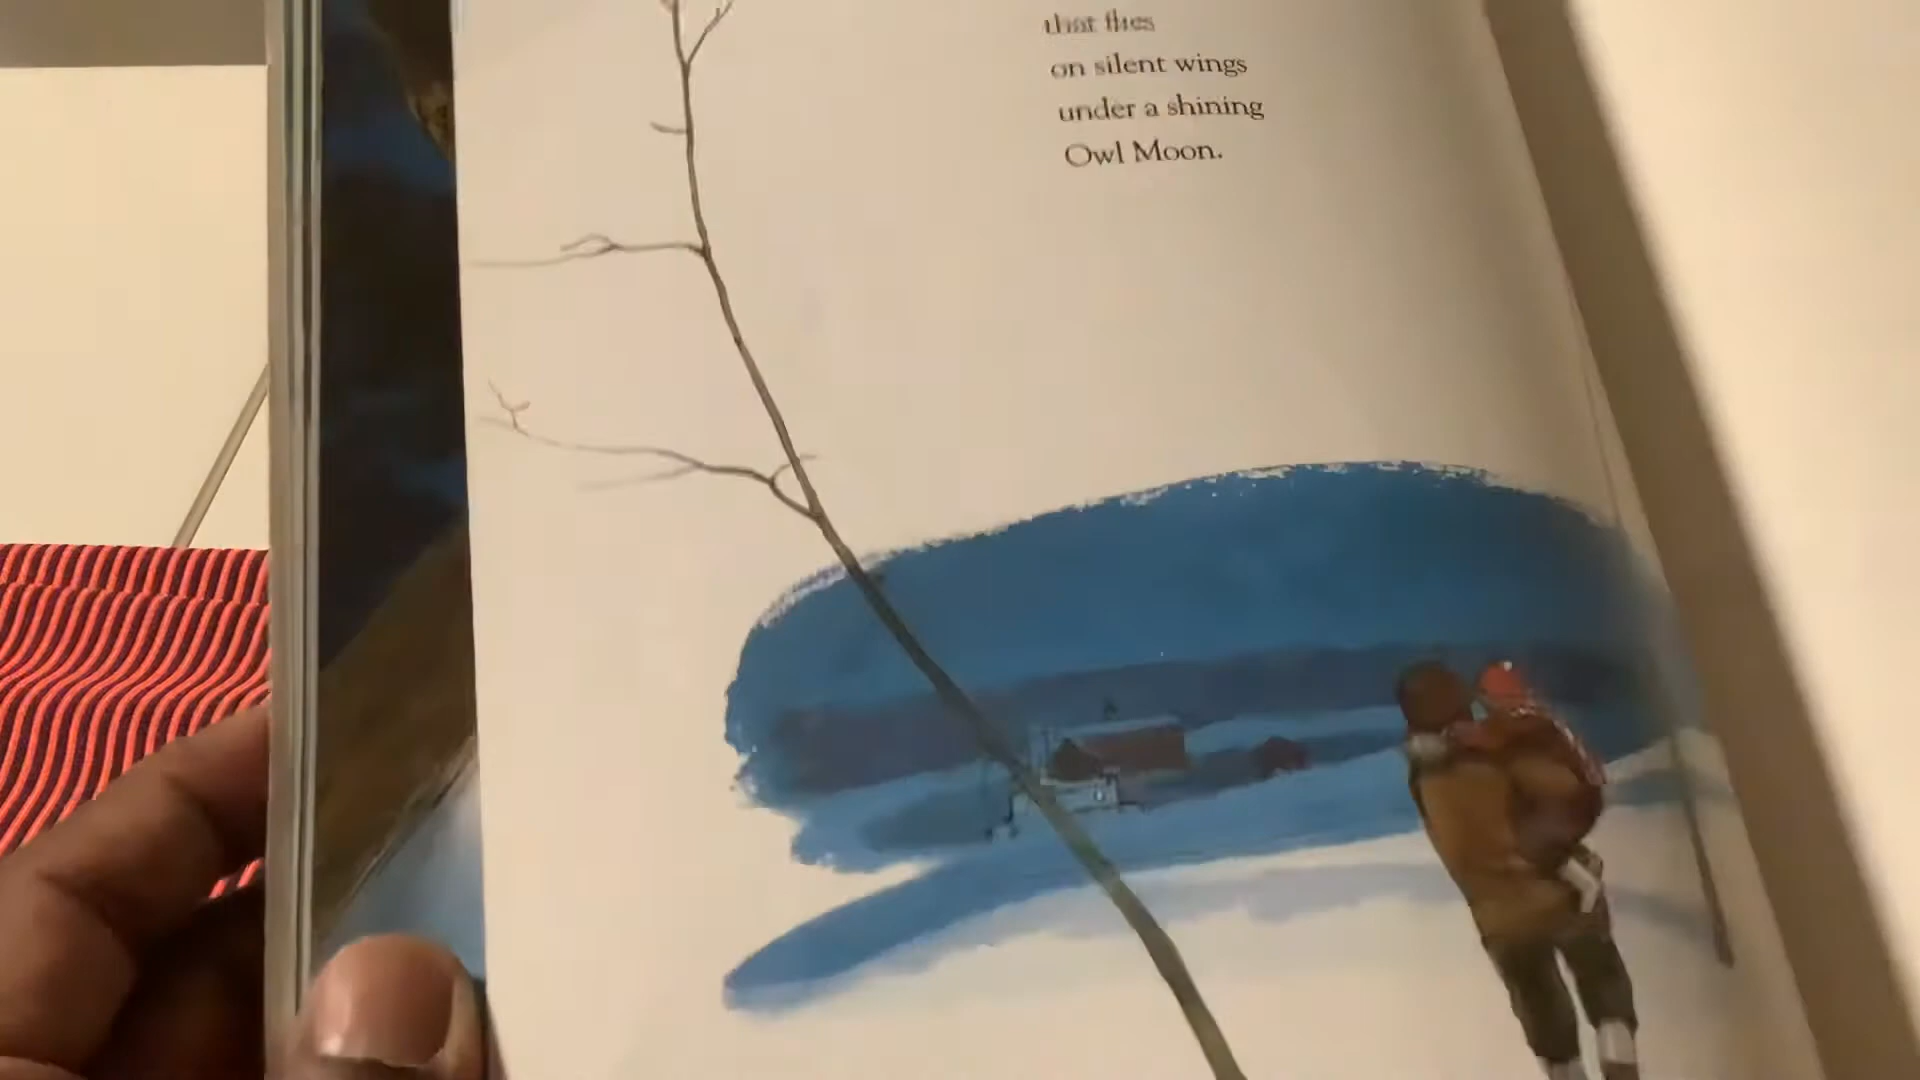 that flies
on silent wings
under a shining
Owl Moon.